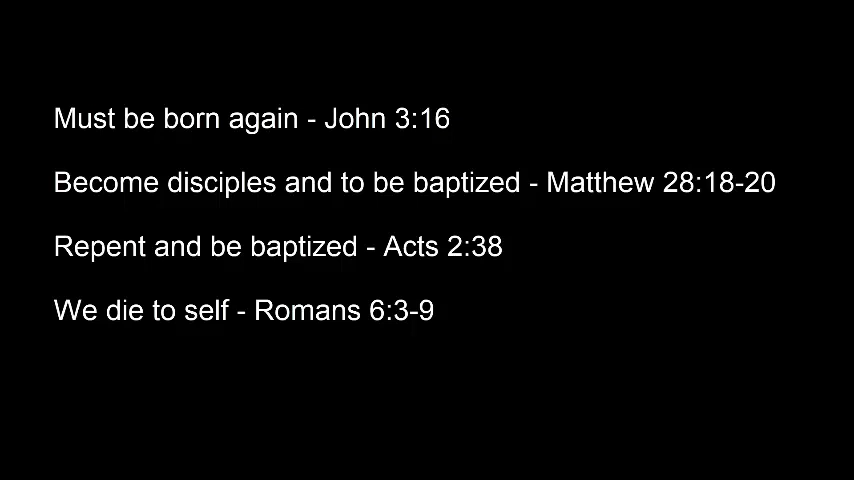 Must be born again - John 3:16
Become disciples and to be baptized - Matthew 28:18-20
Repent and be baptized - Acts 2:38
We die to self - Romans 6:3-9